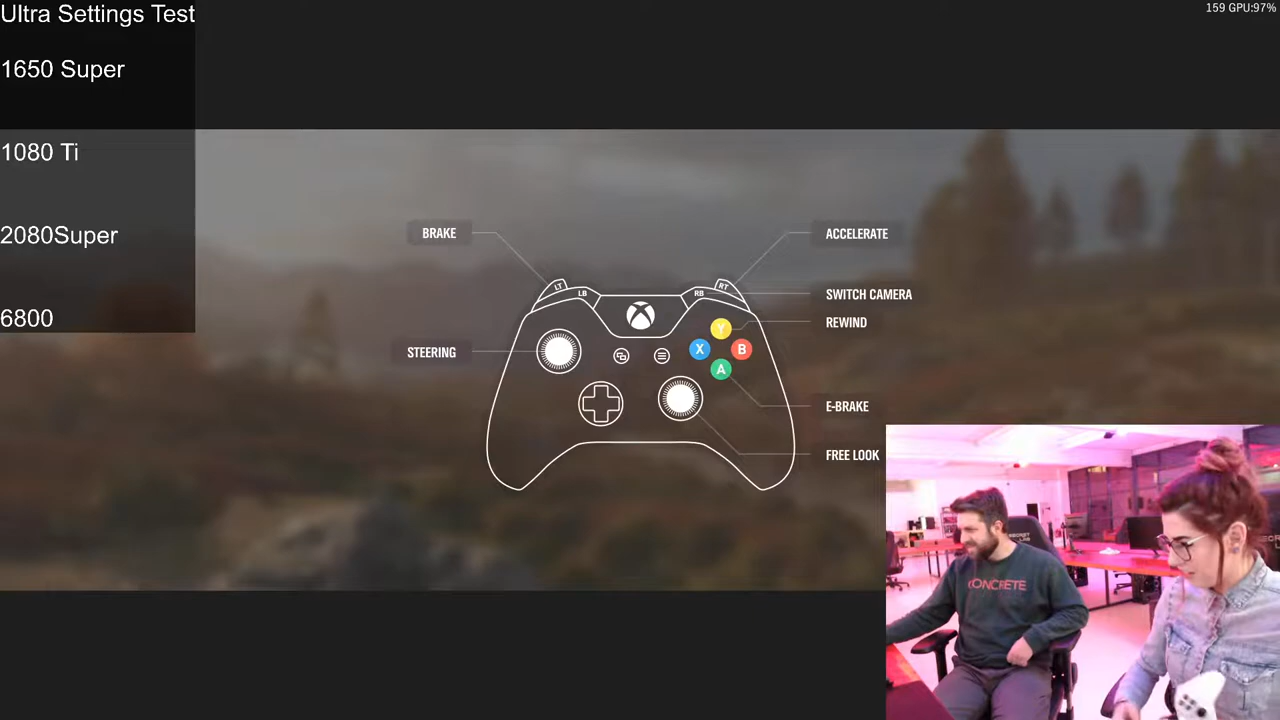 Ultra Settings Test
159 GPU:97%
1650 Super
1080 Ti
2080Super
6800
BRAKE
ACCELERATE
LT
LB
RB
RT
SWITCH CAMERA
REWIND
Y
X
B
A
STEERING
E-BRAKE
FREE LOOK
CONCRETE